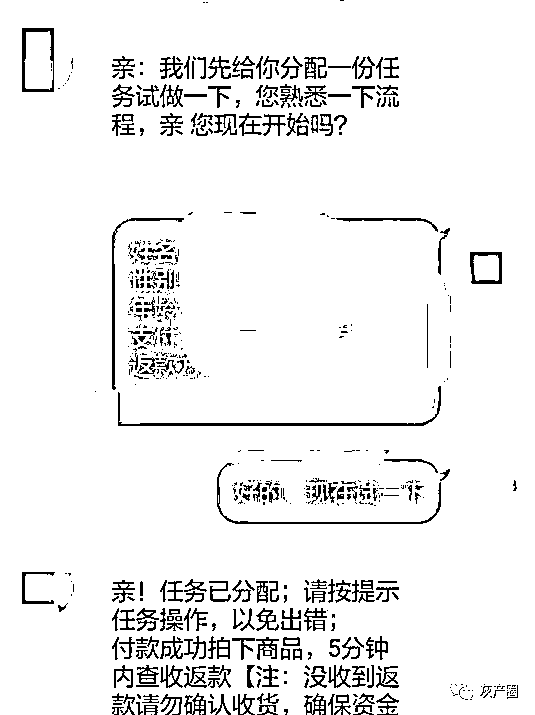 亲：我们先给你分配一份任
务试做一下，您熟悉一下流
程，亲 您现在开始吗？
姓名
性别
年龄
支付
返款
好的 现在试一下
亲！任务已分配；请按提示
任务操作，以免出错；
付款成功拍下商品，5分钟
内查收返款【注：没收到返
款请勿确认收货，确保资金
灰产圈